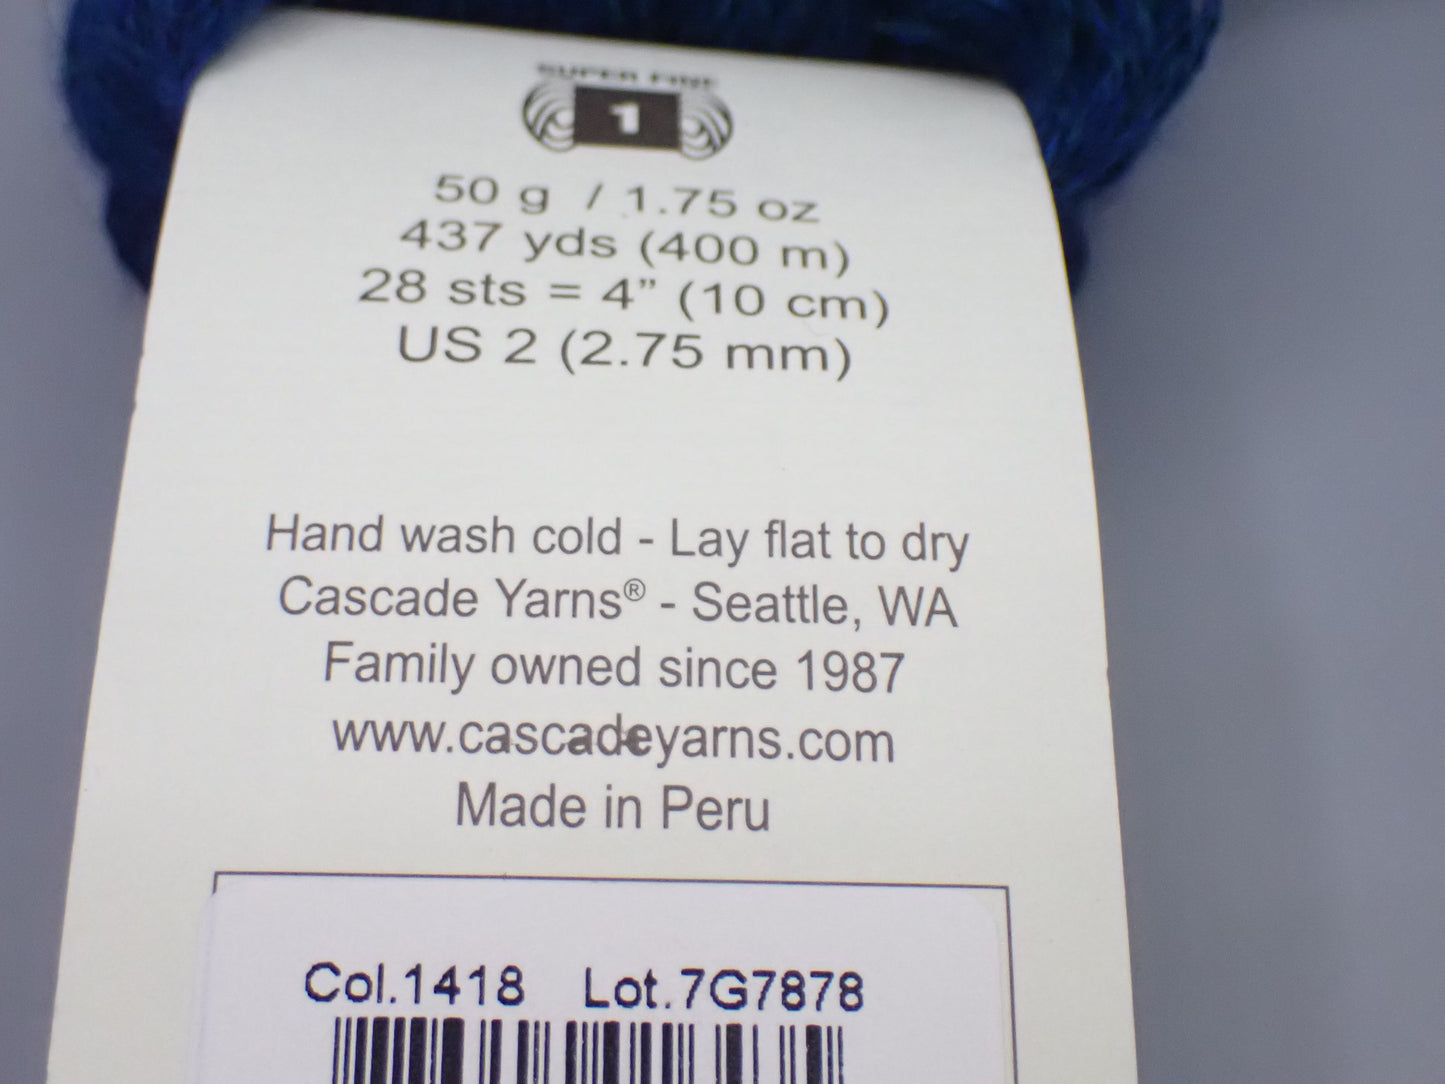 SUPER FINE
1
50 g / 1.75 oz
437 yds (400 m)
28 sts = 4” (10 cm)
US 2 (2.75 mm)
Hand wash cold - Lay flat to dry
Cascade Yarns® - Seattle, WA
Family owned since 1987
www.cascadeyarns.com
Made in Peru
Col.1418 Lot.7G7878